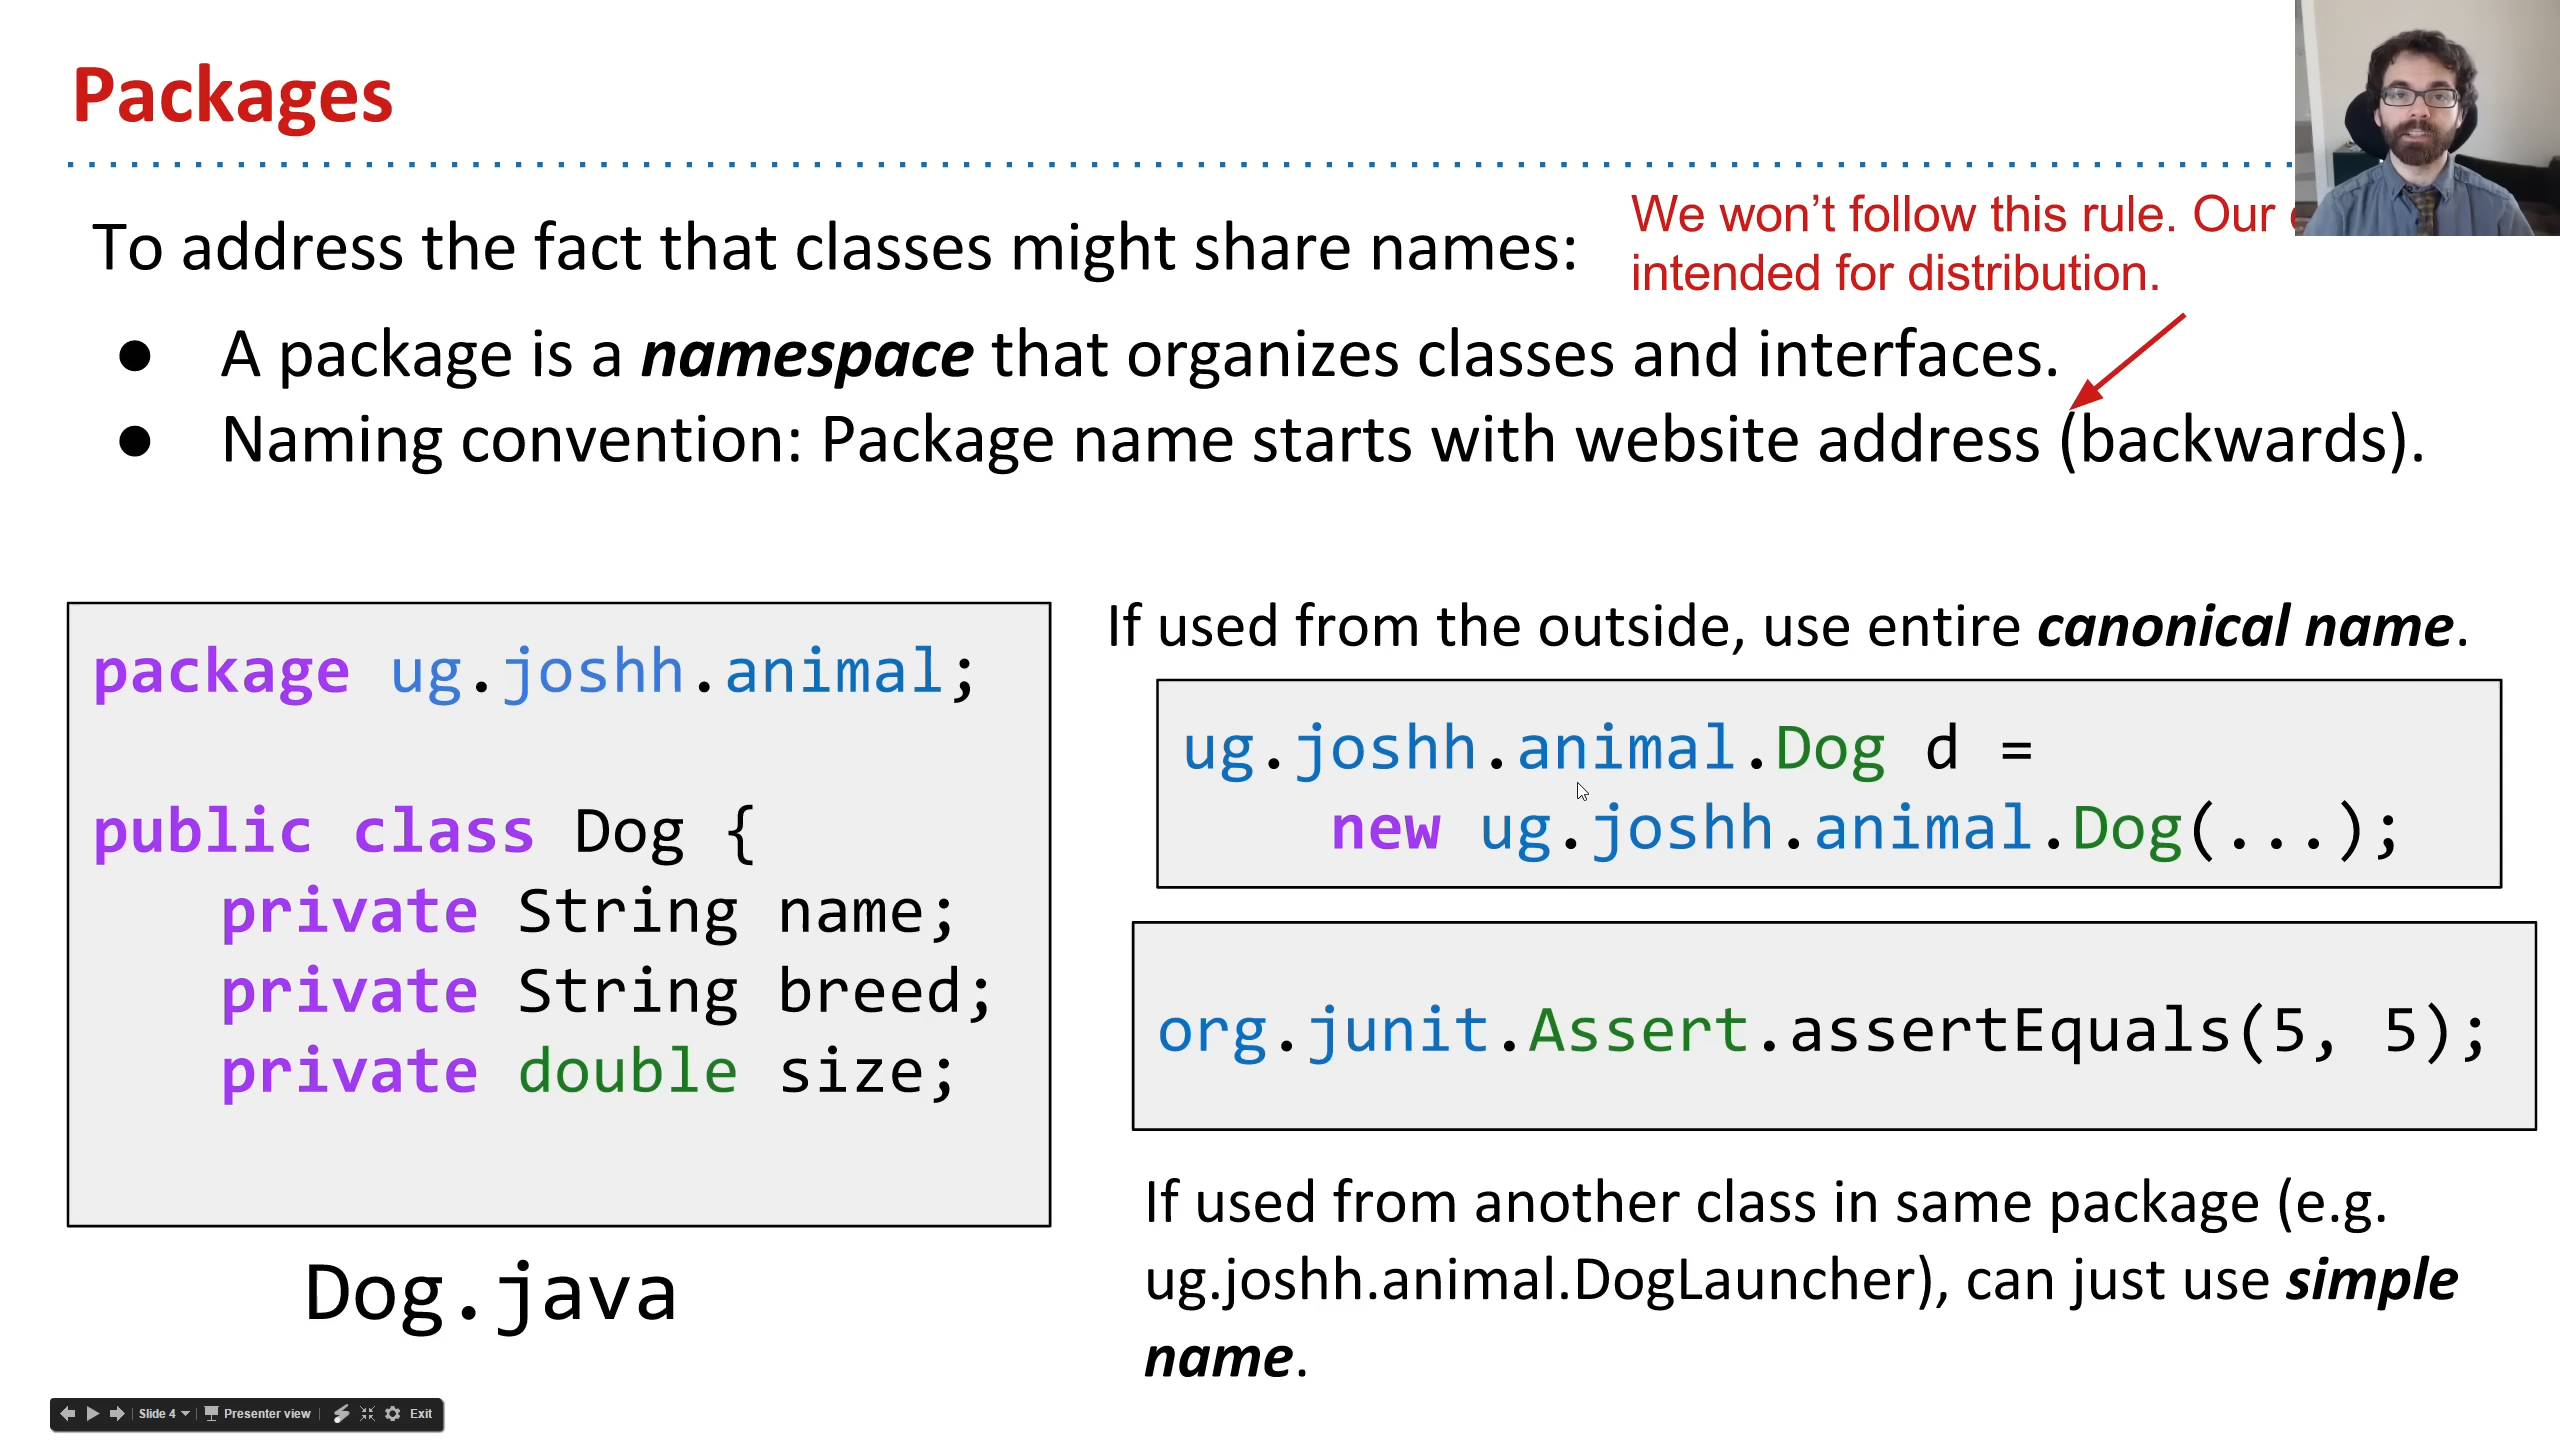 Packages
We won’t follow this rule. Our
intended for distribution.
To address the fact that classes might share names:
● A package is a namespace that organizes classes and interfaces.
● Naming convention: Package name starts with website address (backwards).
package ug.joshh.animal;
public class Dog {
private String name;
private String breed;
private double size;
Dog.java
If used from the outside, use entire canonical name.
ug.joshh.animal.Dog d =
new ug.joshh.animal.Dog(...);
org.junit.Assert.assertEquals(5, 5);
If used from another class in same package (e.g.
ug.joshh.animal.DogLauncher), can just use simple
name.
Slide 4 Presenter view Exit